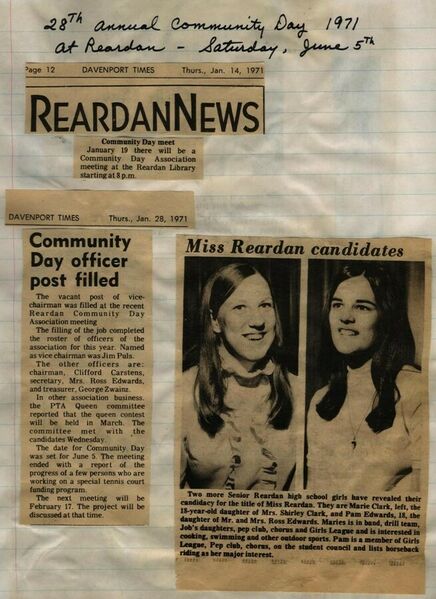 28th Annual Community Day 1971
At Reardan - Saturday, June 5th
Page 12 DAVENPORT TIMES Thurs., Jan. 14, 1971
REARDANNEWS
Community Day meet
January 19 there will be a
Community Day Association
meeting at the Reardan Library
starting at 8 p.m.
DAVENPORT TIMES Thurs., Jan. 28, 1971
Community
Day officer
post filled
The vacant post of vice-
chairman was filled at the recent
Reardan Community Day
Association meeting
The filling of the job completed
the roster of officers of the
association for this year. Named
as vice chairman was Jim Puls.
The other officers are:
chairman, Clifford Carstens,
secretary, Mrs. Ross Edwards,
and treasurer, George Zwainz.
In other association business.
the PTA Queen committee
reported that the queen contest
will be held in March. The
committee met with the
candidates Wednesday.
The date for Community Day
was set for June 5. The meeting
ended with a report of the
progress of a few persons who are
working on a special tennis court
funding program.
The next meeting will be
February 17. The project will be
discussed at that time.
Miss Reardan candidates
Two more Senior Reardan high school girls have revealed their
candidacy for the title of Miss Reardan. They are Marie Clark, left, the
18-year-old daughter of Mrs. Shirley Clark, and Pam Edwards, 18, the
daughter of Mr. and Mrs. Ross Edwards. Maries is in band, drill team,
Job's daughters, pep club, chorus and Girls League and is interested in
cooking, swimming and other outdoor sports. Pam is a member of Girls
League, Pep club, chorus, on the student council and lists horseback
riding as her major interest.